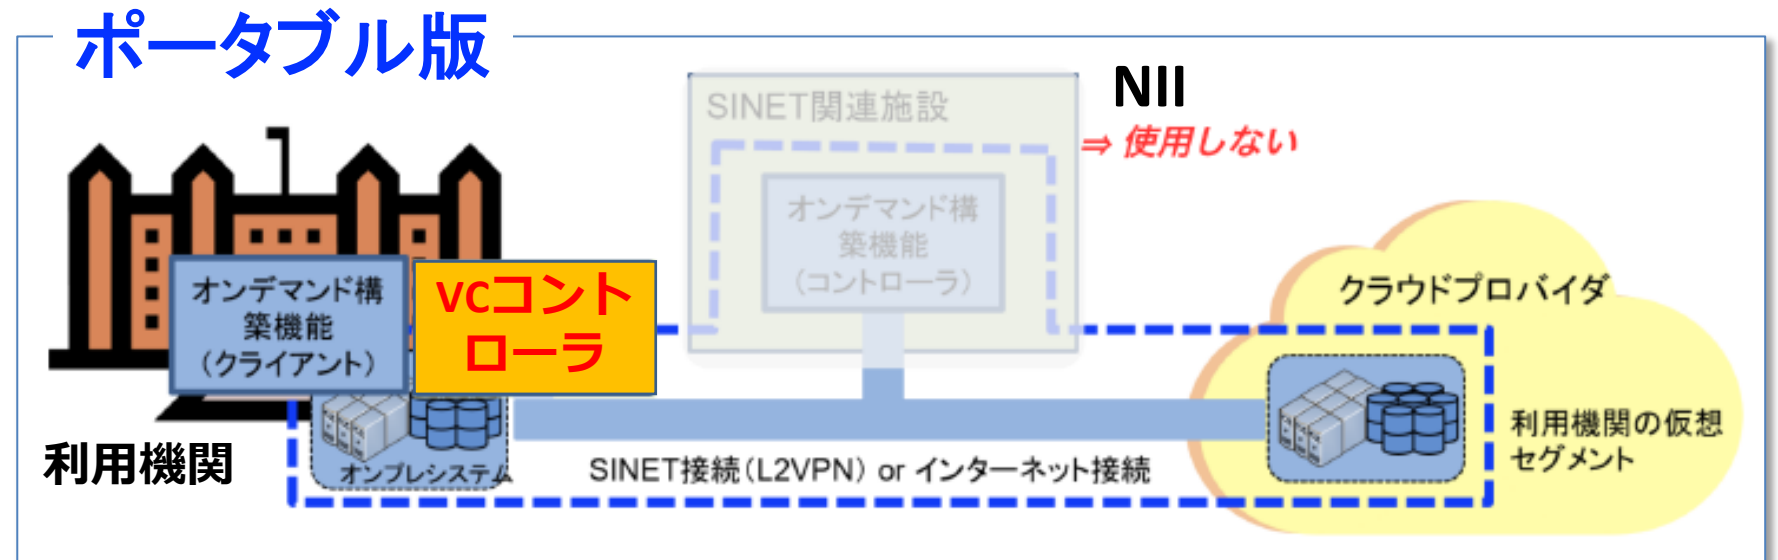 ポータブル版
NII
⇒ 使用しない
SINET関連施設
オンデマンド構
築機能
（コントローラ）
オンデマンド構
築機能
（クライアント）
VCコント
ローラ
クラウドプロバイダ
利用機関
オンプレシステム
SINET接続（L2VPN） or インターネット接続
利用機関の仮想
セグメント